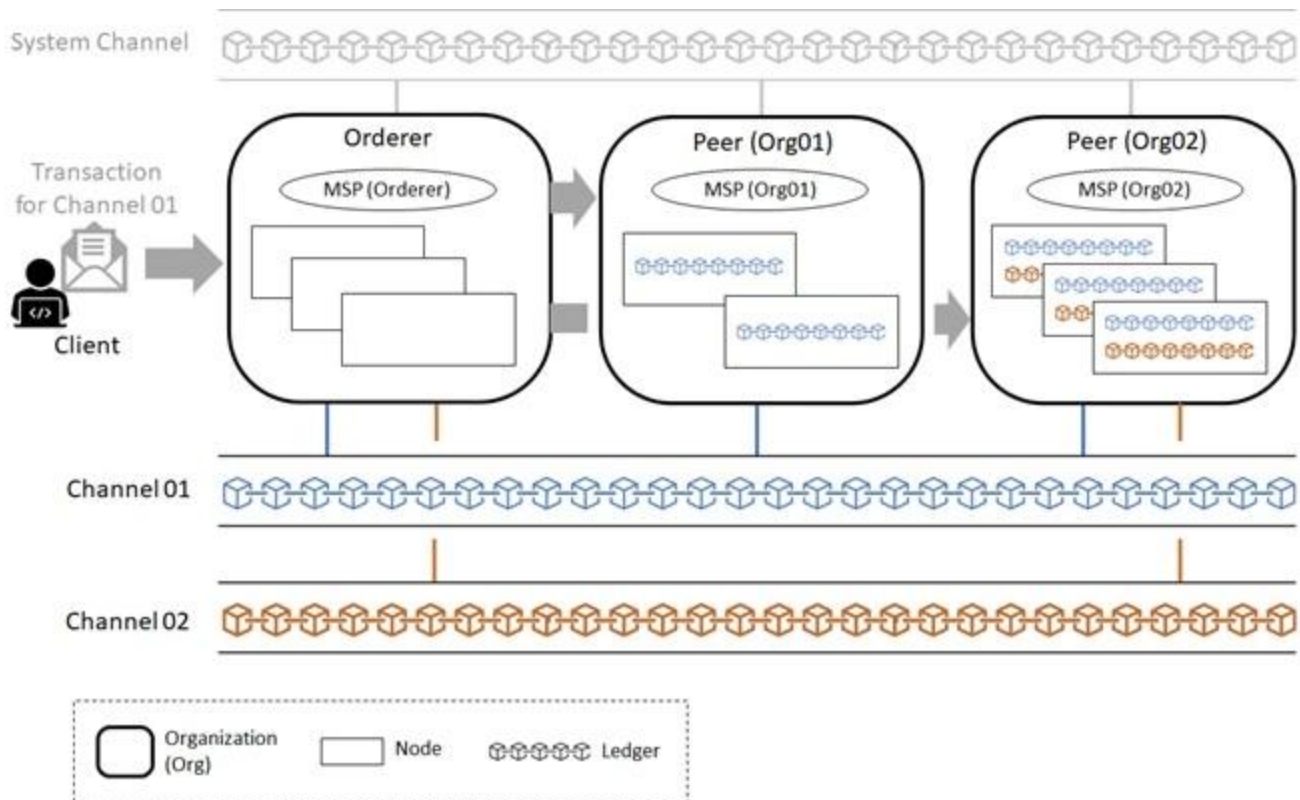 System Channel
Orderer
Peer (Org01)
Peer (Org02)
MSP (Orderer)
MSP (Org01)
MSP (Org02)
Transaction
for Channel 01
</>
Client
Channel 01
Channel 02
Organization
(Org)
Node
Ledger